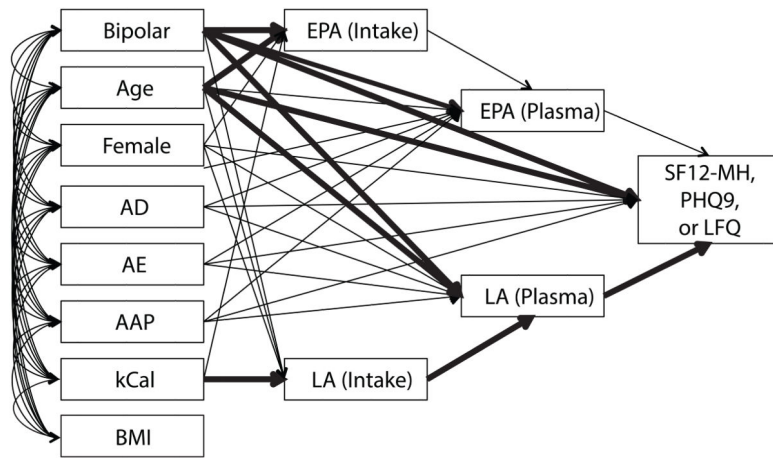 Bipolar
Age
Female
AD
AE
AAP
kCal
BMI
EPA (Intake)
LA (Intake)
EPA (Plasma)
LA (Plasma)
SF12-MH,
PHQ9,
or LFQ